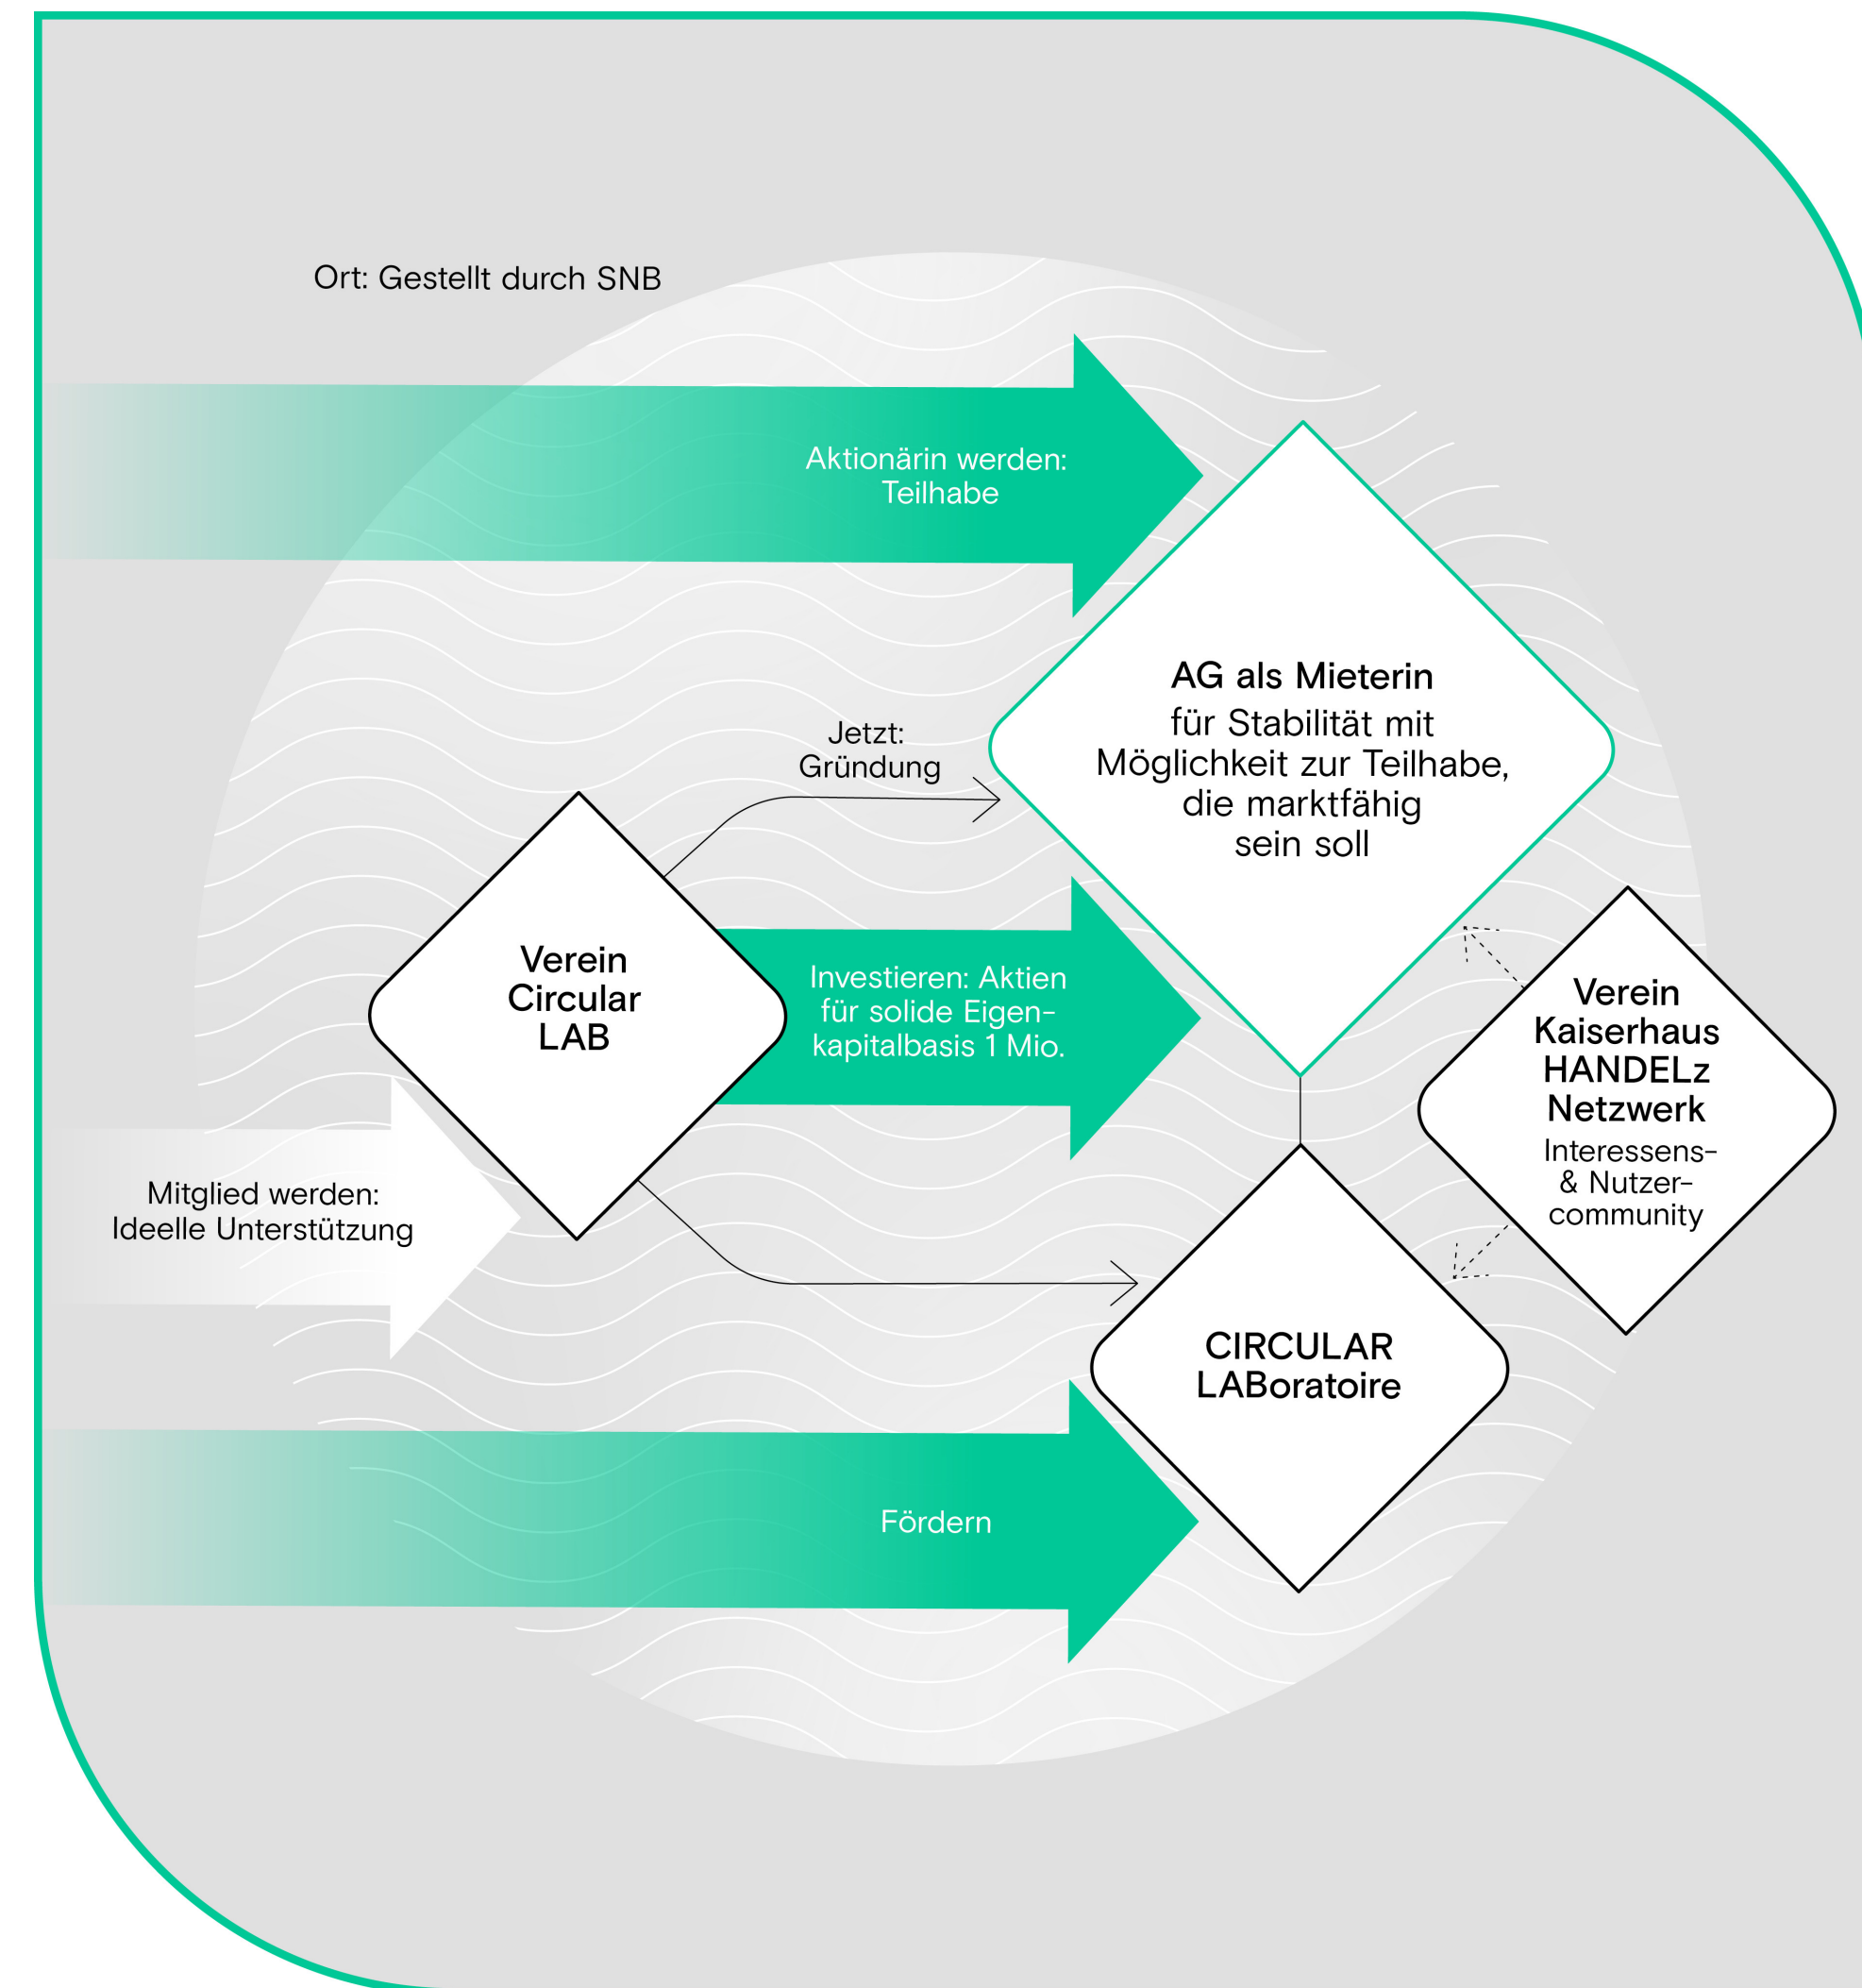 Ort: Gestellt durch SNB
Aktionärin werden:
Teilhabe
AG als Mieterin
für Stabilität mit
Möglichkeit zur Teilhabe,
die marktfähig
sein soll
Jetzt:
Gründung
Verein
Circular
LAB
Investieren: Aktien
für solide Eigen-
kapitalbasis 1 Mio.
Verein
Kaiserhaus
HANDELz
Netzwerk
Interessens-
& Nutzer-
community
Mitglied werden:
Ideelle Unterstützung
CIRCULAR
LABoratoire
Fördern